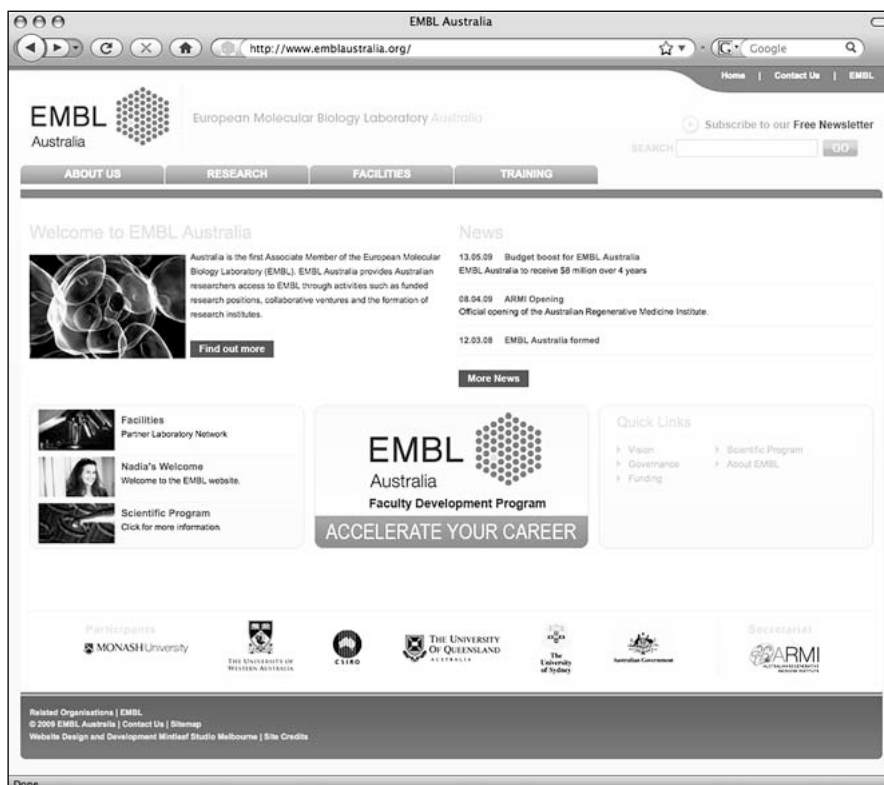 EMBL Australia
http://www.emblaustralia.org/
Google
Home | Contact Us | EMBL
EMBL
Australia
European Molecular Biology Laboratory Australia
Subscribe to our Free Newsletter
SEARCH
GO
ABOUT US
RESEARCH
FACILITIES
TRAINING
Welcome to EMBL Australia
Australia is the first Associate Member of the European Molecular
Biology Laboratory (EMBL). EMBL Australia provides Australian
researchers access to EMBL through activities such as funded
research positions, collaborative ventures and the formation of
research institutes.
Find out more
News
13.05.09 Budget boost for EMBL Australia
EMBL Australia to receive $8 million over 4 years
08.04.09 ARMI Opening
Official opening of the Australian Regenerative Medicine Institute.
12.03.08 EMBL Australia formed
More News
Facilities
Partner Laboratory Network
Nadia's Welcome
Welcome to the EMBL website.
Scientific Program
Click for more information.
EMBL
Australia
Faculty Development Program
ACCELERATE YOUR CAREER
Quick Links
Vision
Governance
Funding
Scientific Program
About EMBL
Participants
MONASH University
THE UNIVERSITY OF
WESTERN AUSTRALIA
CSIRO
THE UNIVERSITY
OF QUEENSLAND
AUSTRALIA
The
University
of Sydney
Australian Government
Secretariat
ARMI
AUSTRALIAN REGENERATIVE
MEDICINE INSTITUTE
Related Organisations | EMBL
© 2009 EMBL Australia | Contact Us | Sitemap
Website Design and Development Mintleaf Studio Melbourne | Site Credits
Done